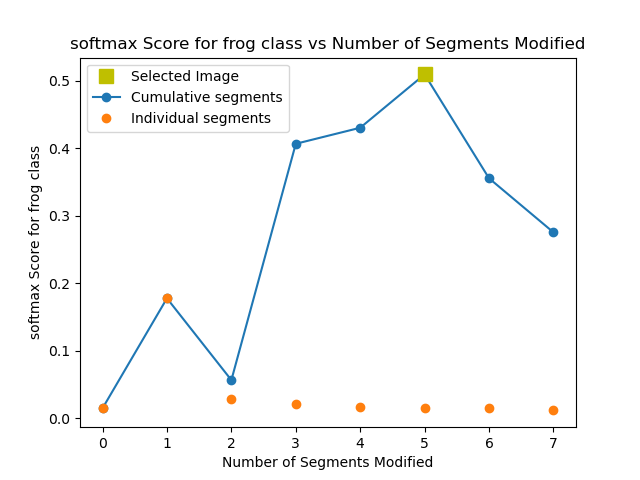 softmax Score for frog class vs Number of Segments Modified
Selected Image
Cumulative segments
Individual segments
softmax Score for frog class
0.5
0.4
0.3
0.2
0.1
0.0
0 1 2 3 4 5 6 7
Number of Segments Modified